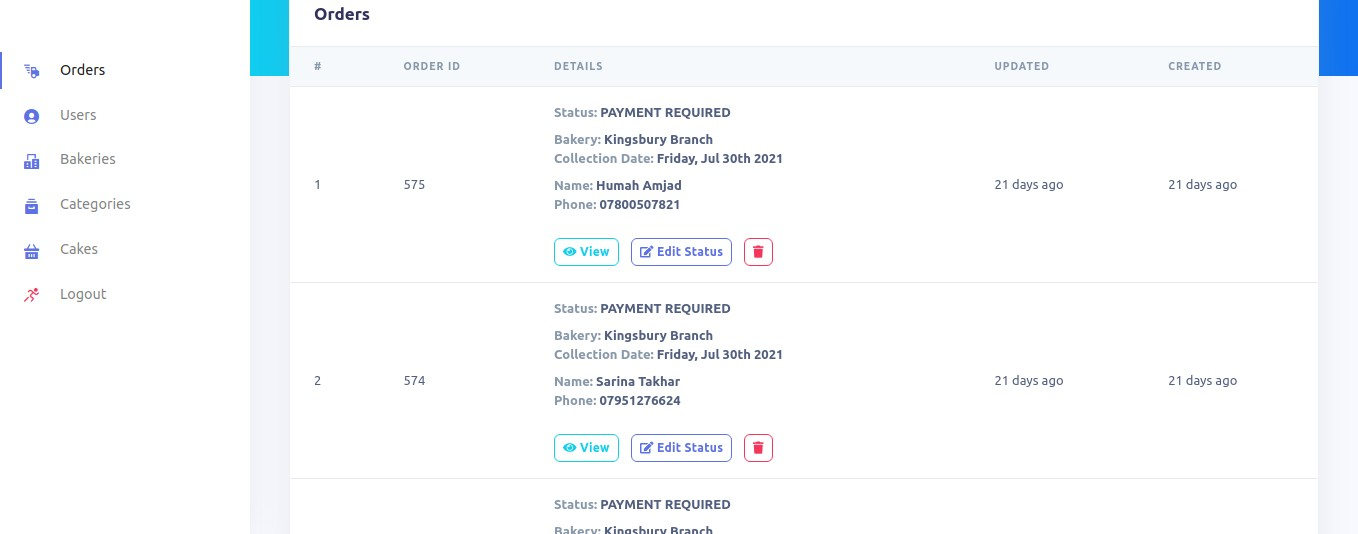 Orders
Users
Bakeries
Categories
Cakes
Logout
Orders
# ORDER ID DETAILS UPDATED CREATED
Status: PAYMENT REQUIRED
Bakery: Kingsbury Branch
Collection Date: Friday, Jul 30th 2021
1 575 21 days ago 21 days ago
Name: Humah Amjad
Phone: 07800507821
View Edit Status
Status: PAYMENT REQUIRED
Bakery: Kingsbury Branch
Collection Date: Friday, Jul 30th 2021
2 574 21 days ago 21 days ago
Name: Sarina Takhar
Phone: 07951276624
View Edit Status
Status: PAYMENT REQUIRED
Bakery: Kingsbury Branch